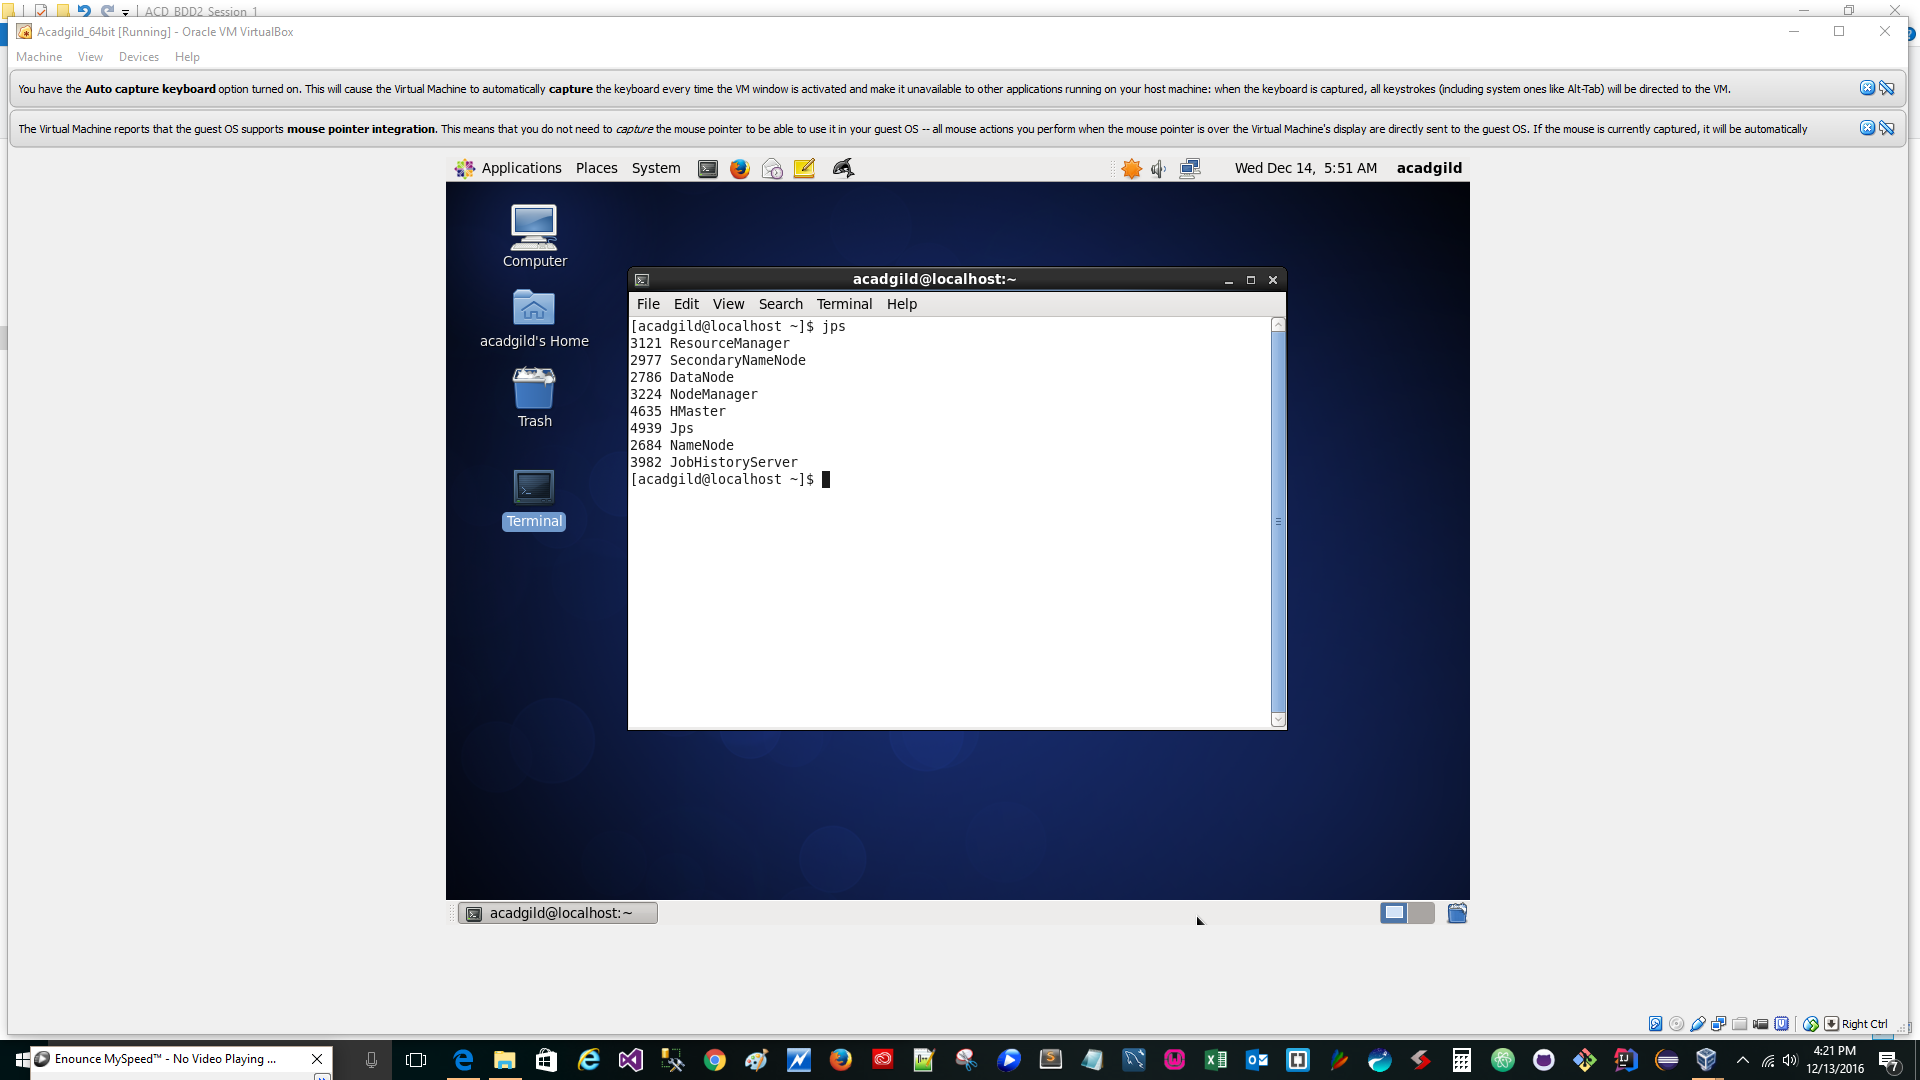 ACD_BDD2_Session_1
Acadgild_64bit [Running] - Oracle VM VirtualBox
Machine View Devices Help
You have the Auto capture keyboard option turned on. This will cause the Virtual Machine to automatically capture the keyboard every time the VM window is activated and make it unavailable to other applications running on your host machine: when the keyboard is captured, all keystrokes (including system ones like Alt-Tab) will be directed to the VM.
The Virtual Machine reports that the guest OS supports mouse pointer integration. This means that you do not need to capture the mouse pointer to be able to use it in your guest OS -- all mouse actions you perform when the mouse pointer is over the Virtual Machine's display are directly sent to the guest OS. If the mouse is currently captured, it will be automatically
Applications Places System Wed Dec 14, 5:51 AM acadgild
Computer
acadgild's Home
Trash
Terminal
acadgild@localhost:~
File Edit View Search Terminal Help
[acadgild@localhost ~]$ jps
3121 ResourceManager
2977 SecondaryNameNode
2786 DataNode
3224 NodeManager
4635 HMaster
4939 Jps
2684 NameNode
3982 JobHistoryServer
[acadgild@localhost ~]$
acadgild@localhost:~
Right Ctrl
Enounce MySpeed™ - No Video Playing ...
4:21 PM
12/13/2016
7